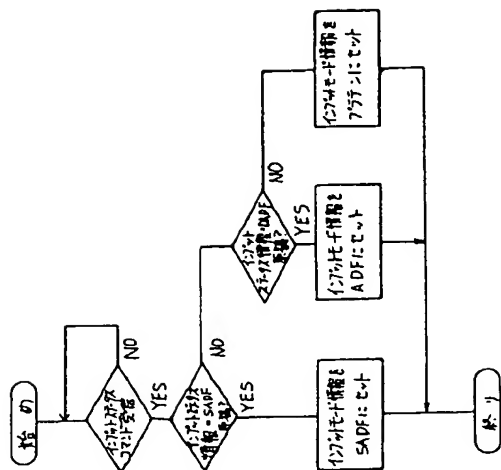 始め
インプットステータス
コマンド受信
NO
YES
インプットステータス
情報=SADF
原稿?
NO
YES
インプット
ステータス情報=
原稿?
NO
YES
インプットモード情報を
SADFにセット
インプットモード情報を
ADFにセット
インプットモード情報を
プラテンにセット
終り